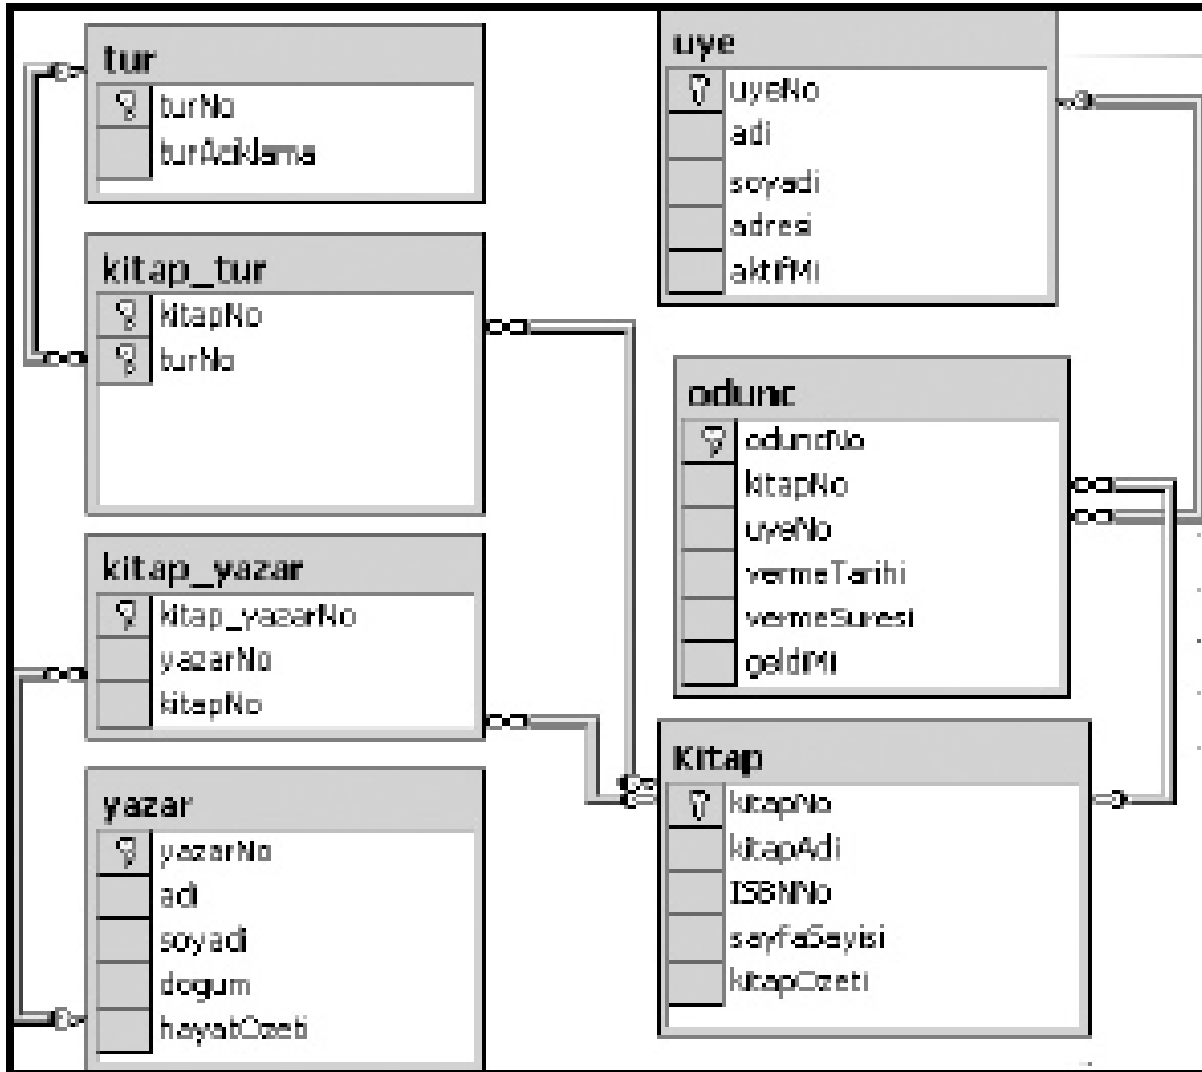 tur
turNo
turAciklama
kitap_tur
kitapNo
turNo
kitap_yazar
kitap_yazarNo
yazarNo
kitapNo
yazar
yazarNo
adi
soyadi
dogum
hayatOzeti
uye
uyeNo
adi
soyadi
adresi
aktifMi
odunc
oduncNo
kitapNo
uyeNo
vermeTarihi
vermeSuresi
geldiMi
Kitap
kitapNo
kitapAdi
ISBNNo
sayfaSayisi
kitapOzeti